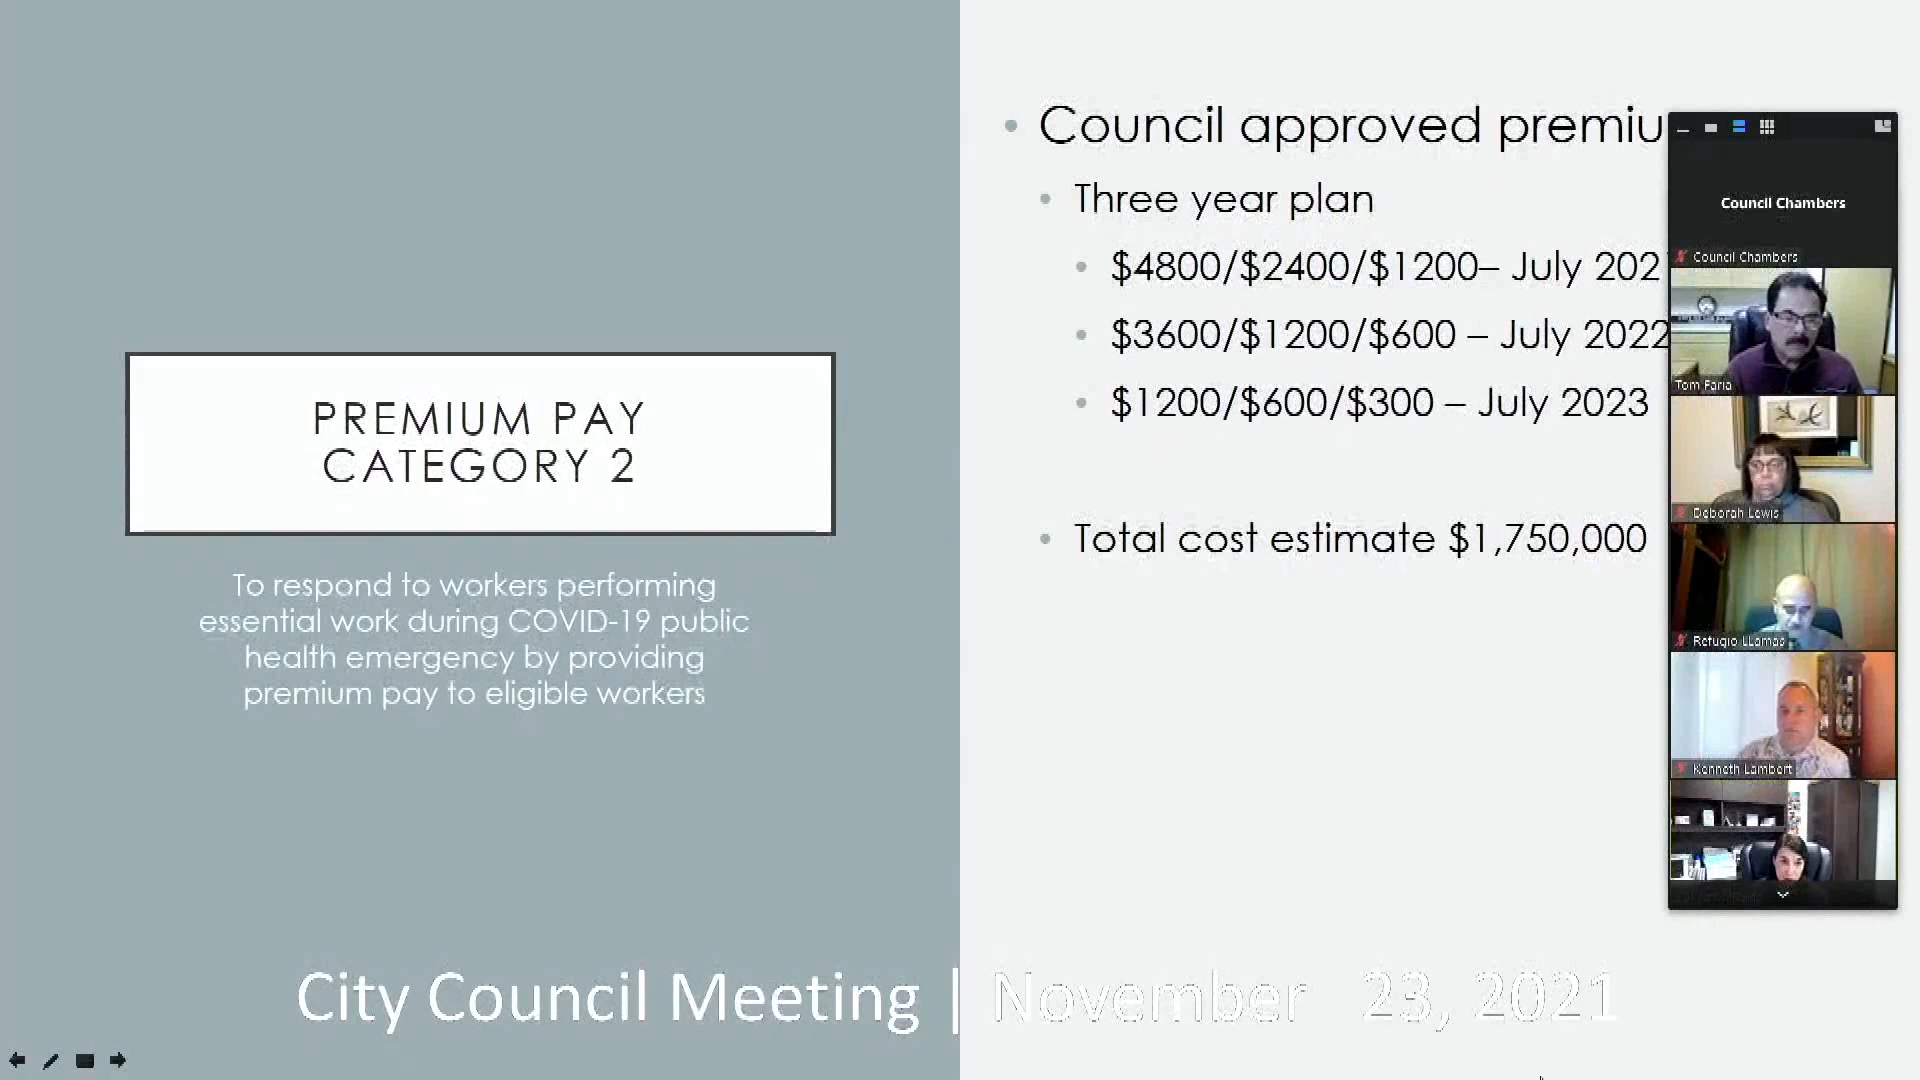 PREMIUM PAY
CATEGORY 2
To respond to workers performing
essential work during COVID-19 public
health emergency by providing
premium pay to eligible workers
• Council approved premiu
• Three year plan
• $4800/$2400/$1200– July 202
• $3600/$1200/$600 – July 2022
• $1200/$600/$300 – July 2023
• Total cost estimate $1,750,000
Council Chambers
Council Chambers
Tom Faria
Deborah Lewis
Refugio LLamas
Kenneth Lambert
City Council Meeting | November 23, 2021